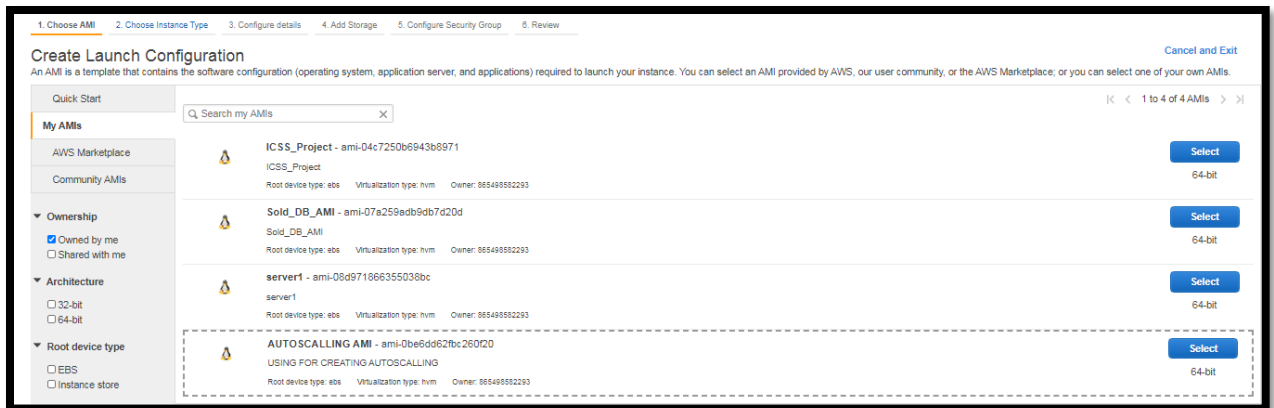 1. Choose AMI 2. Choose Instance Type 3. Configure details 4. Add Storage 5. Configure Security Group 6. Review
Create Launch Configuration
Cancel and Exit
An AMI is a template that contains the software configuration (operating system, application server, and applications) required to launch your instance. You can select an AMI provided by AWS, our user community, or the AWS Marketplace; or you can select one of your own AMIs.
Quick Start
My AMIs
AWS Marketplace
Community AMIs
Ownership
Owned by me
Shared with me
Architecture
32-bit
64-bit
Root device type
EBS
Instance store
Search my AMIs
1 to 4 of 4 AMIs
ICSS_Project - ami-04c7250b6943b8971
ICSS_Project
Root device type: ebs Virtualization type: hvm Owner: 865498582293
Select
64-bit
Sold_DB_AMI - ami-07a259adb9db7d20d
Sold_DB_AMI
Root device type: ebs Virtualization type: hvm Owner: 865498582293
Select
64-bit
server1 - ami-08d971866355038bc
server1
Root device type: ebs Virtualization type: hvm Owner: 865498582293
Select
64-bit
AUTOSCALLING AMI - ami-0be6dd62fbc260f20
USING FOR CREATING AUTOSCALLING
Root device type: ebs Virtualization type: hvm Owner: 865498582293
Select
64-bit